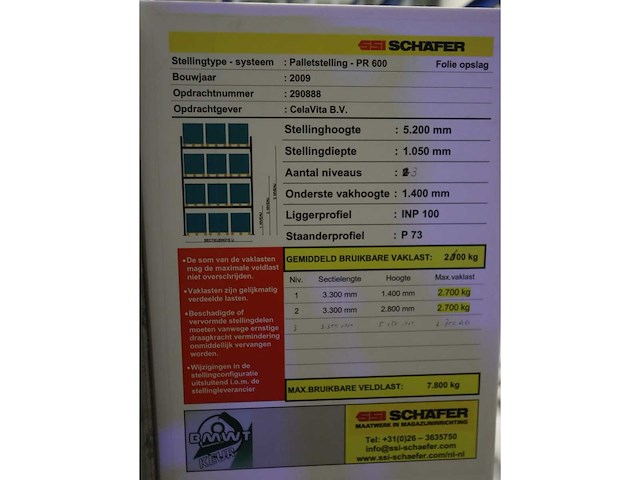 SSI SCHÄFER
Stellingtype - systeem : Palletstelling - PR 600 Folie opslag
Bouwjaar : 2009
Opdrachtnummer : 290888
Opdrachtgever : CelaVita B.V.
Stellinghoogte : 5.200 mm
Stellingdiepte : 1.050 mm
Aantal niveaus : 3
Onderste vakhoogte : 1.400 mm
Liggerprofiel : INP 100
Staanderprofiel : P 73
•De som van de vaklasten
mag de maximale veldlast
niet overschrijden.
•Vaklasten zijn gelijkmatig
verdeelde lasten.
•Beschadigde of
vervormde stellingdelen
moeten vanwege ernstige
draagkracht vermindering
onmiddellijk vervangen
worden.
•Wijzigingen in de
stellingconfiguratie
uitsluitend i.o.m. de
stellingleverancier
GEMIDDELD BRUIKBARE VAKLAST: kg
Niv. Sectielengte Hoogte Max.vaklast
1 3.300 mm 1.400 mm 2.700 kg
2 3.300 mm 2.800 mm 2.700 kg
3
MAX.BRUIKBARE VELDLAST: 7.800 kg
BMWT
KEUR
SSI SCHÄFER
MAATWERK IN MAGAZIJNINRICHTING
Tel: +31(0)26 – 3635750
info@ssi-schaefer.com
www.ssi-schaefer.com/nl-nl